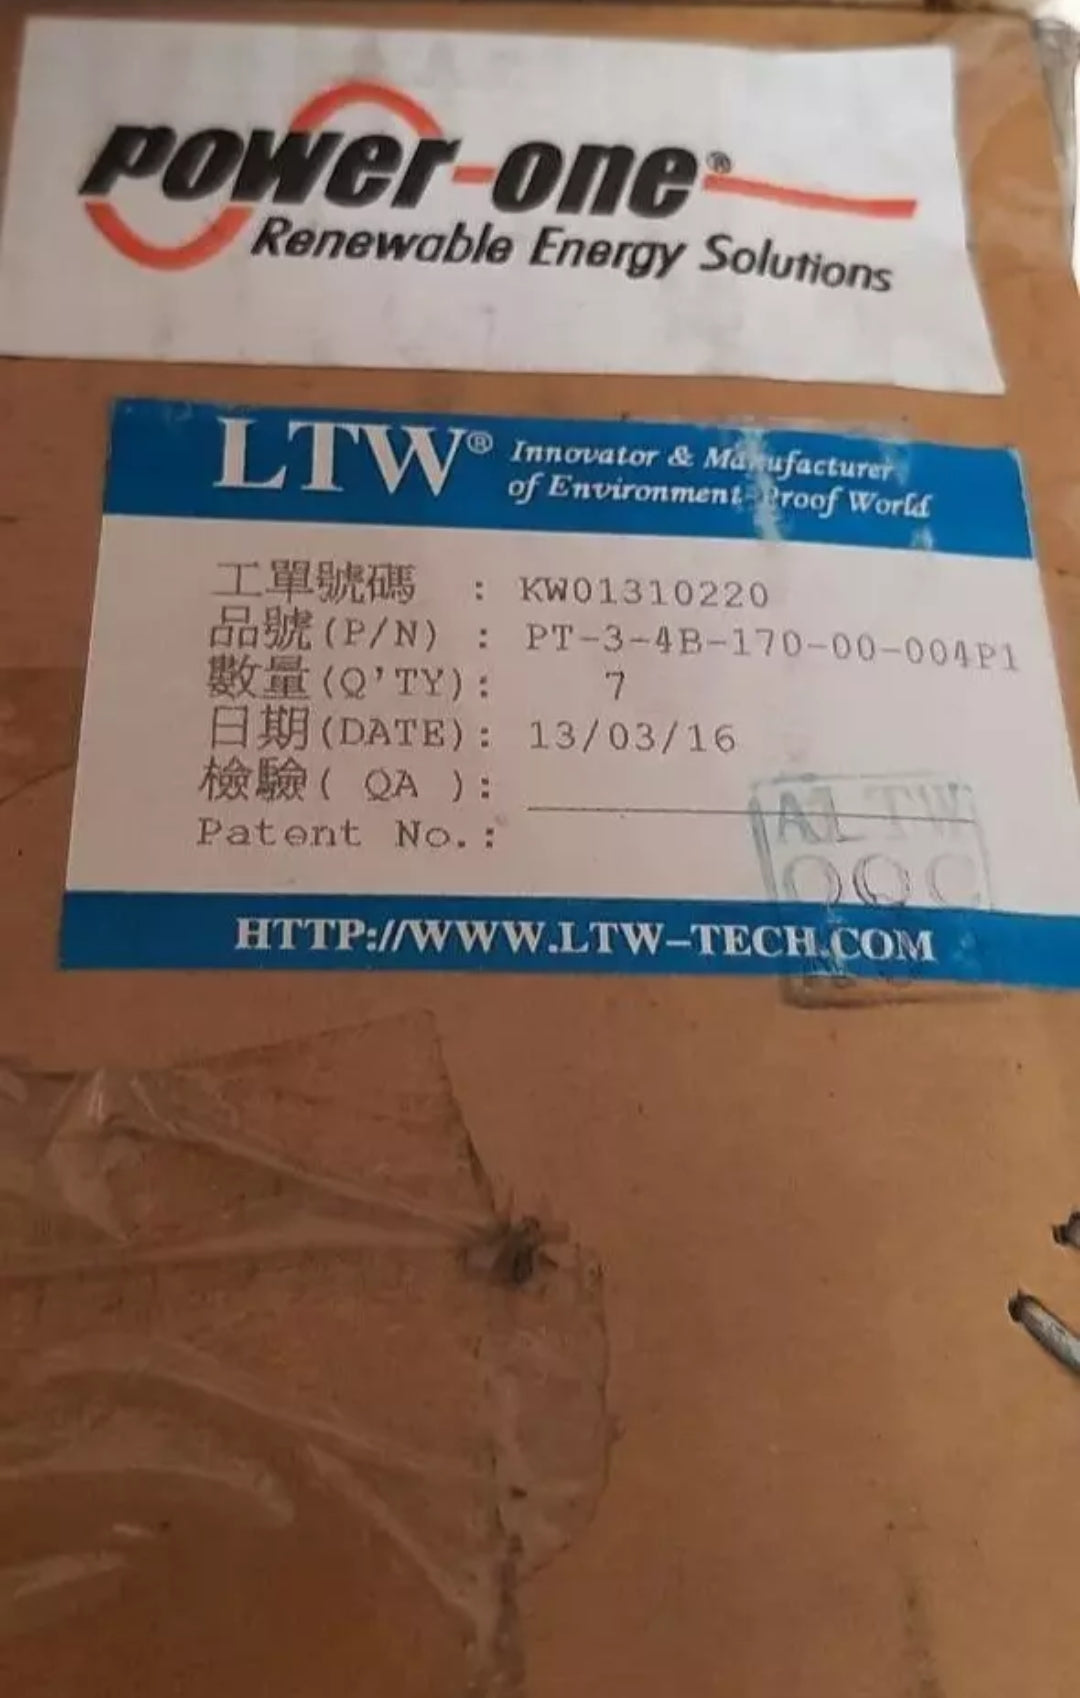 power-one®
Renewable Energy Solutions
LTW® Innovator & Manufacturer
of Environment-Proof World
工單號碼 : KW01310220
品號(P/N) : PT-3-4B-170-00-004P1
數量(Q'TY): 7
日期(DATE): 13/03/16
檢驗( QA ):
Patent No.:
ALTW
QQC
HTTP://WWW.LTW-TECH.COM